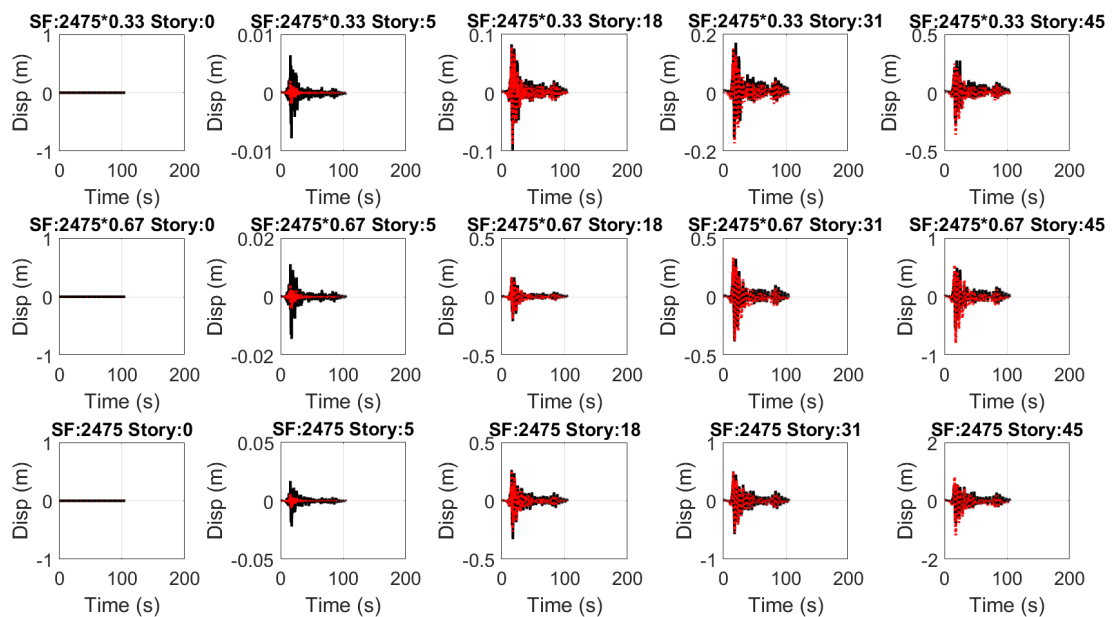 SF:2475*0.33 Story:0 SF:2475*0.33 Story:5 SF:2475*0.33 Story:18 SF:2475*0.33 Story:31 SF:2475*0.33 Story:45
1 0.01 0.1 0.2 0.5
Disp (m) Disp (m) Disp (m) Disp (m) Disp (m)
0 0 0 0 0
-1 -0.01 -0.1 -0.2 -0.5
0 100 200 0 100 200 0 100 200 0 100 200 0 100 200
Time (s) Time (s) Time (s) Time (s) Time (s)
SF:2475*0.67 Story:0 SF:2475*0.67 Story:5 SF:2475*0.67 Story:18 SF:2475*0.67 Story:31 SF:2475*0.67 Story:45
1 0.02 0.5 0.5 1
Disp (m) Disp (m) Disp (m) Disp (m) Disp (m)
0 0 0 0 0
-1 -0.02 -0.5 -0.5 -1
0 100 200 0 100 200 0 100 200 0 100 200 0 100 200
Time (s) Time (s) Time (s) Time (s) Time (s)
SF:2475 Story:0 SF:2475 Story:5 SF:2475 Story:18 SF:2475 Story:31 SF:2475 Story:45
1 0.05 0.5 1 2
Disp (m) Disp (m) Disp (m) Disp (m) Disp (m)
0 0 0 0 0
-1 -0.05 -0.5 -1 -2
0 100 200 0 100 200 0 100 200 0 100 200 0 100 200
Time (s) Time (s) Time (s) Time (s) Time (s)